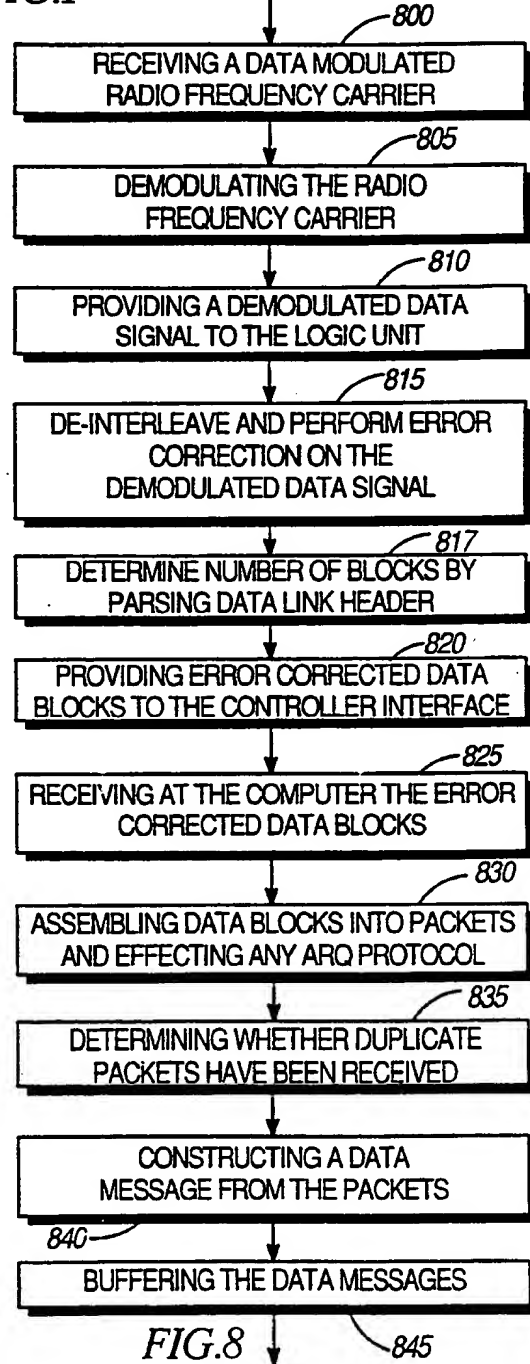 800
RECEIVING A DATA MODULATED
RADIO FREQUENCY CARRIER
805
DEMODULATING THE RADIO
FREQUENCY CARRIER
810
PROVIDING A DEMODULATED DATA
SIGNAL TO THE LOGIC UNIT
815
DE-INTERLEAVE AND PERFORM ERROR
CORRECTION ON THE
DEMODULATED DATA SIGNAL
817
DETERMINE NUMBER OF BLOCKS BY
PARSING DATA LINK HEADER
820
PROVIDING ERROR CORRECTED DATA
BLOCKS TO THE CONTROLLER INTERFACE
825
RECEIVING AT THE COMPUTER THE ERROR
CORRECTED DATA BLOCKS
830
ASSEMBLING DATA BLOCKS INTO PACKETS
AND EFFECTING ANY ARQ PROTOCOL
835
DETERMINING WHETHER DUPLICATE
PACKETS HAVE BEEN RECEIVED
CONSTRUCTING A DATA
MESSAGE FROM THE PACKETS
840
BUFFERING THE DATA MESSAGES
FIG.8
845